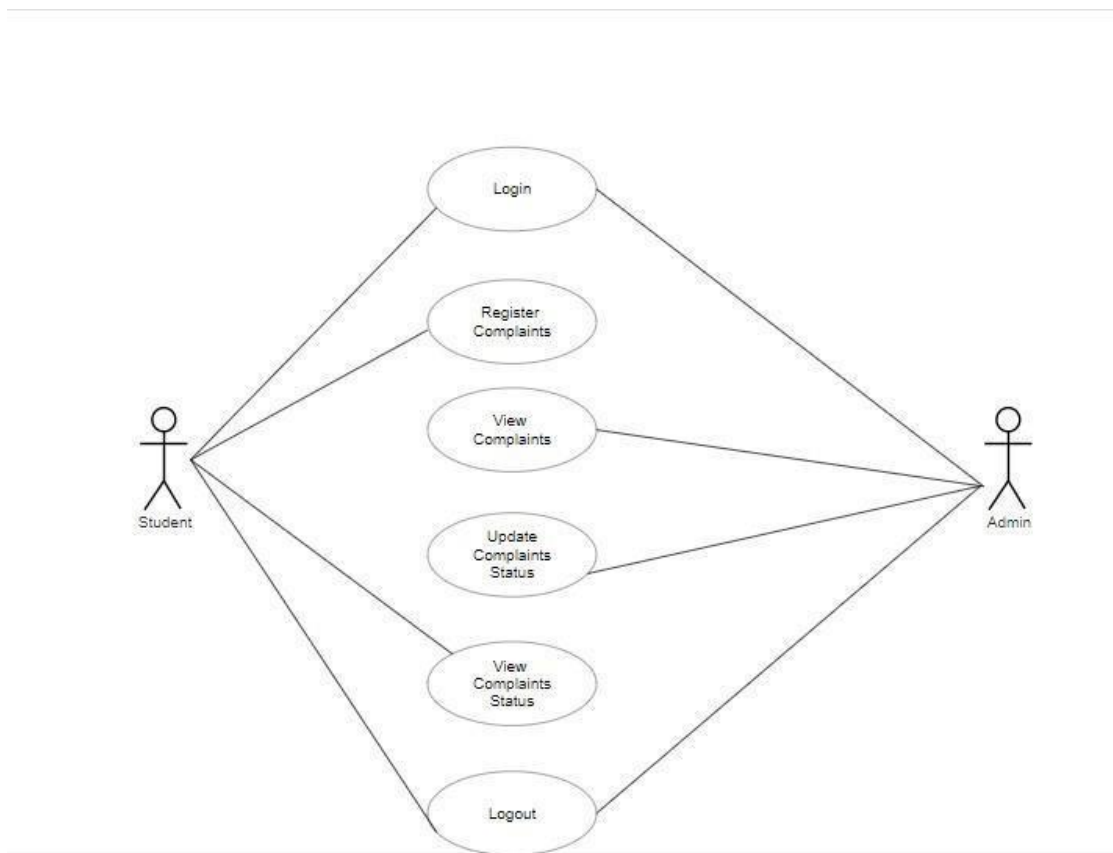 Login
Register
Complaints
View
Complaints
Student
Admin
Update
Complaints
Status
View
Complaints
Status
Logout